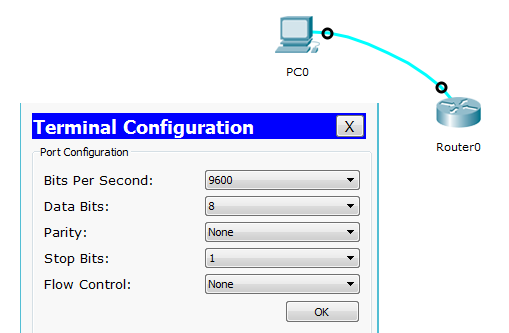 PC0
Router0
Terminal Configuration X
Port Configuration
Bits Per Second: 9600
Data Bits: 8
Parity: None
Stop Bits: 1
Flow Control: None
OK